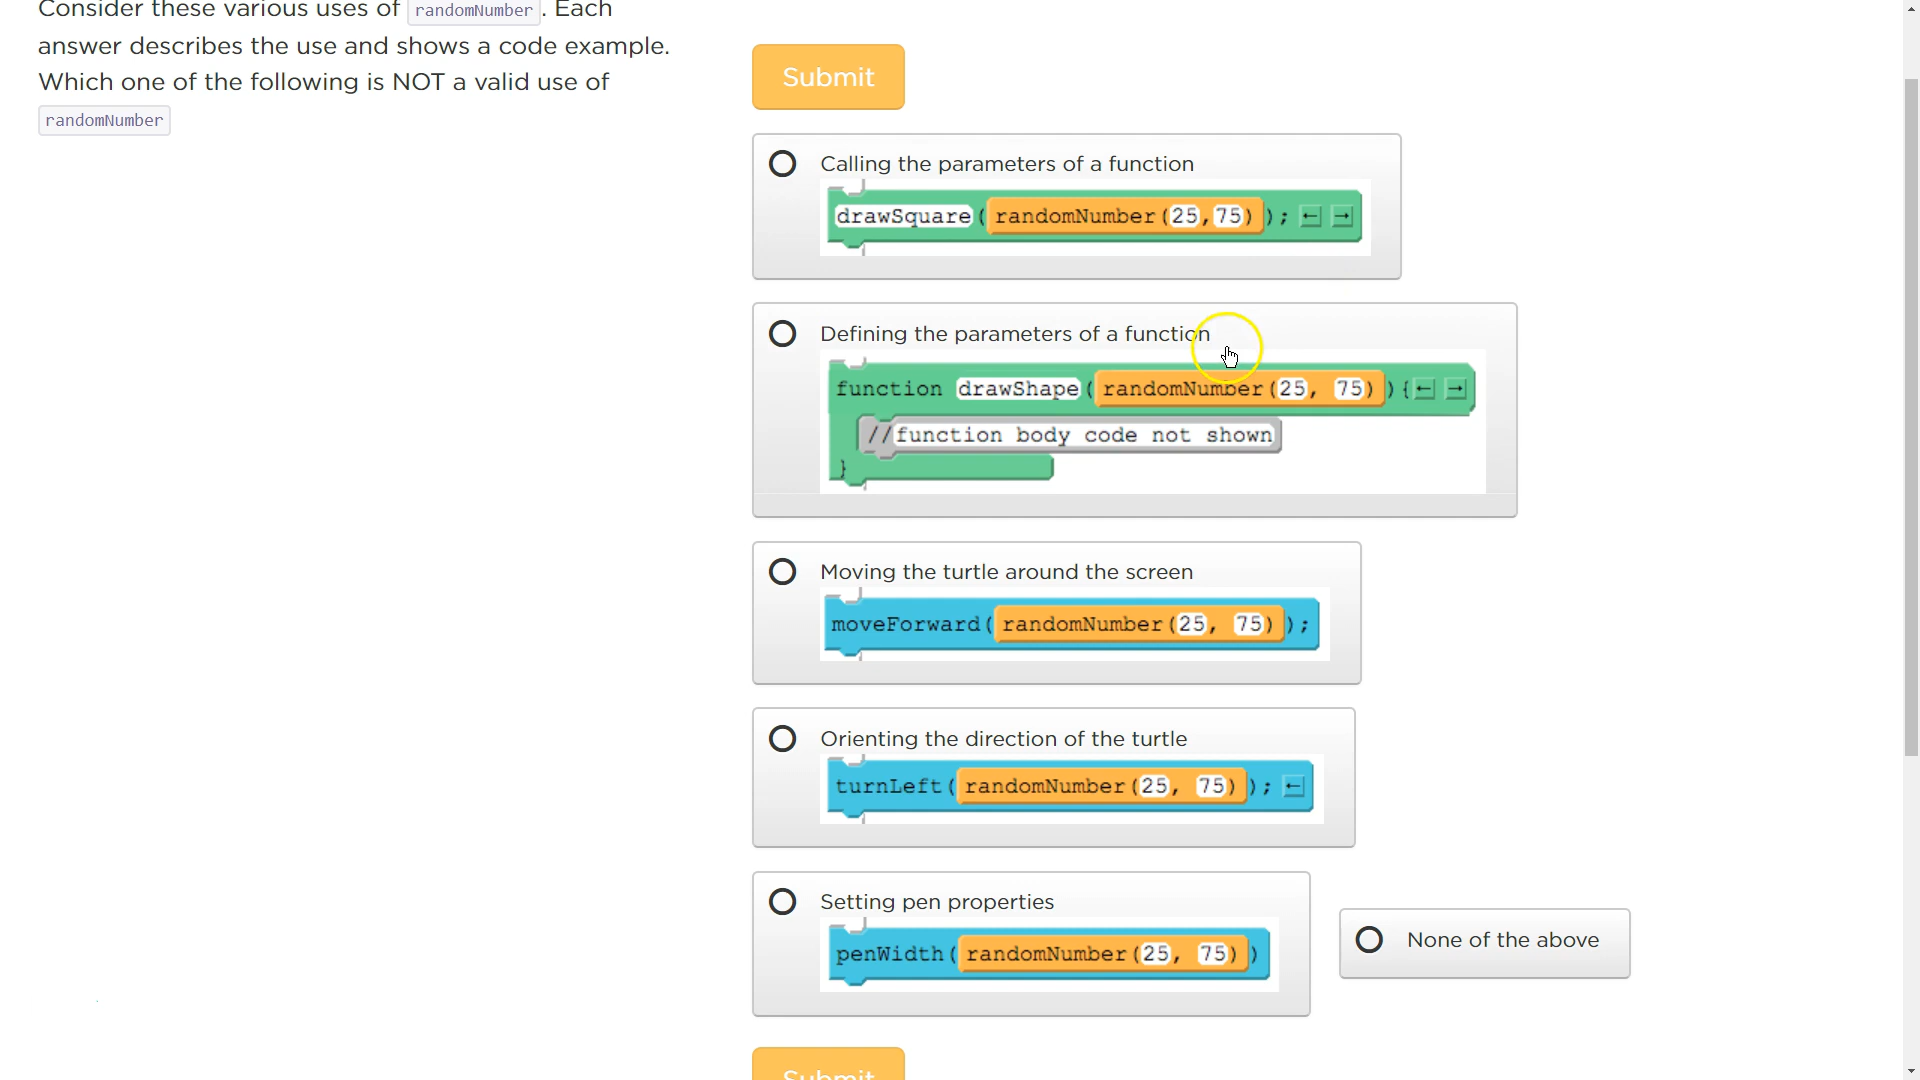 Consider these various uses of randomNumber. Each
answer describes the use and shows a code example.
Which one of the following is NOT a valid use of
randomNumber
Submit
Calling the parameters of a function
drawSquare(randomNumber(25,75)); ← →
Defining the parameters of a function
function drawShape(randomNumber(25, 75)){← →
//function body code not shown
}
Moving the turtle around the screen
moveForward(randomNumber(25, 75));
Orienting the direction of the turtle
turnLeft(randomNumber(25, 75)); ←
Setting pen properties
penWidth(randomNumber(25, 75))
None of the above
Submit